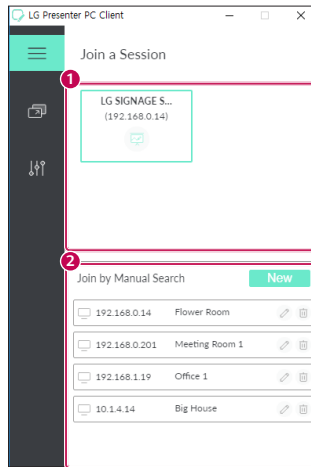 LG Presenter PC Client
Join a Session
1
LG SIGNAGE S...
(192.168.0.14)
2
Join by Manual Search
New
192.168.0.14 Flower Room
192.168.0.201 Meeting Room 1
192.168.1.19 Office 1
10.1.4.14 Big House